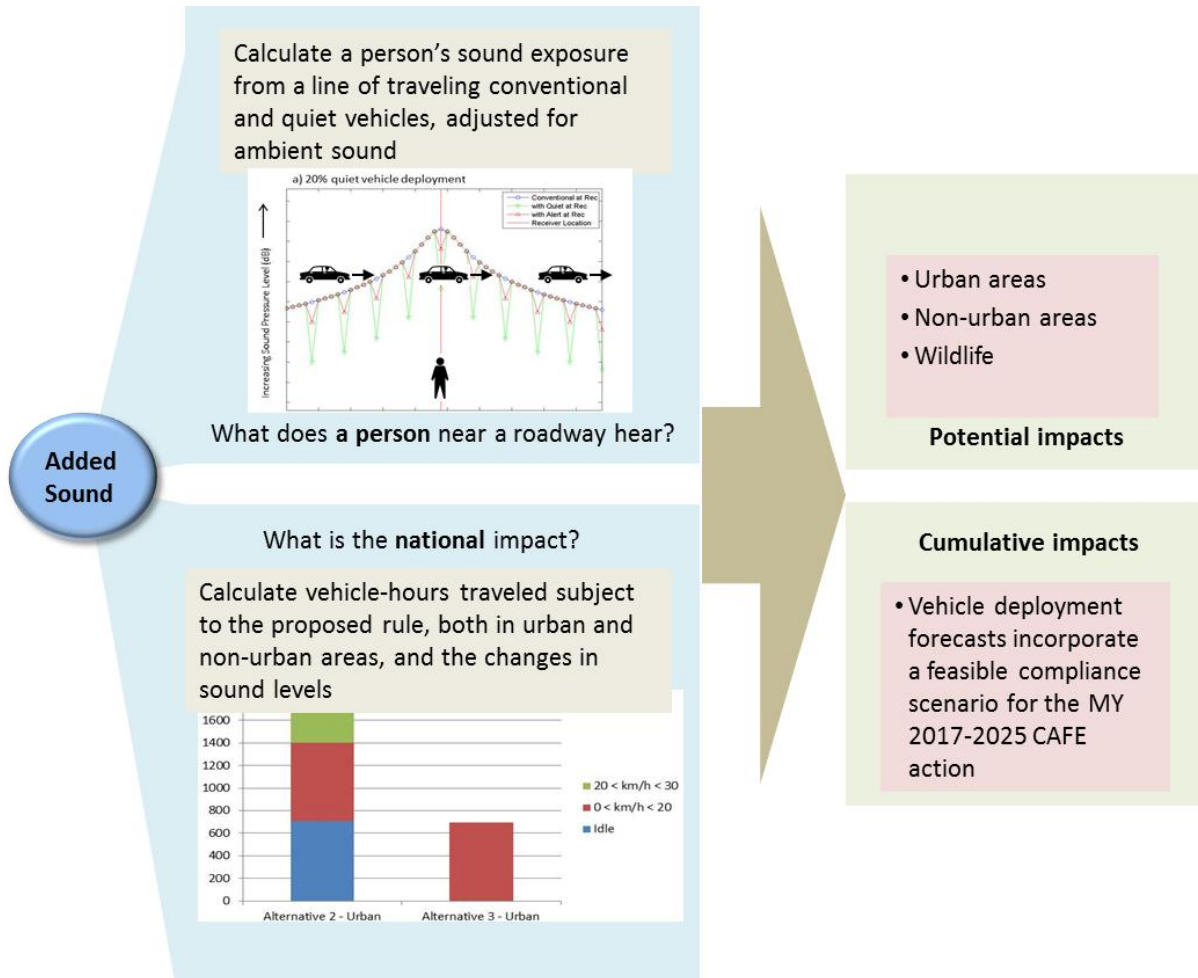 Calculate a person’s sound exposure
from a line of traveling conventional
and quiet vehicles, adjusted for
ambient sound
a) 20% quiet vehicle deployment
Increasing Sound Pressure Level (dB)
Conventional at Rec
with Quiet at Rec
with Alert at Rec
Receiver Location
What does a person near a roadway hear?
Added
Sound
What is the national impact?
Calculate vehicle-hours traveled subject
to the proposed rule, both in urban and
non-urban areas, and the changes in
sound levels
1600
1400
1200
1000
800
600
400
200
0
20 < km/h < 30
0 < km/h < 20
Idle
Alternative 2 - Urban
Alternative 3 - Urban
• Urban areas
• Non-urban areas
• Wildlife
Potential impacts
Cumulative impacts
• Vehicle deployment
forecasts incorporate
a feasible compliance
scenario for the MY
2017-2025 CAFE
action